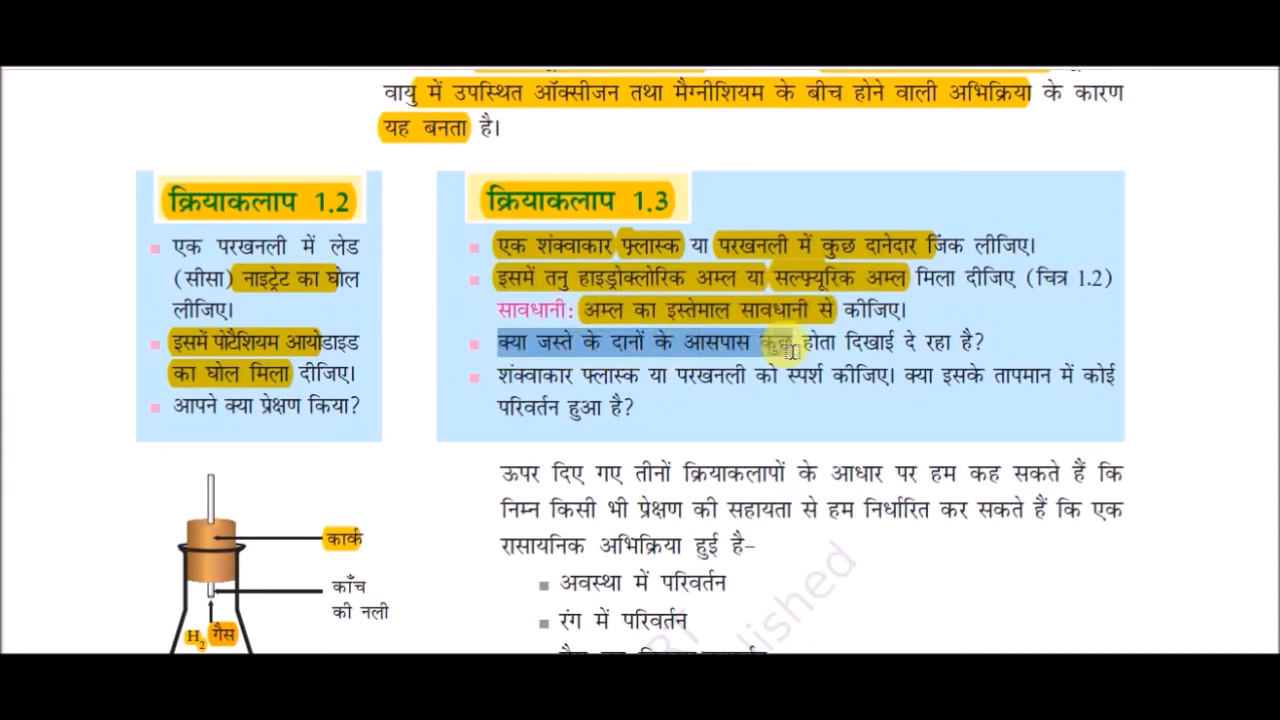 वायु में उपस्थित ऑक्सीजन तथा मैग्नीशियम के बीच होने वाली अभिक्रिया के कारण
यह बनता है।
क्रियाकलाप 1.2
एक परखनली में लेड
(सीसा) नाइट्रेट का घोल
लीजिए।
इसमें पोटैशियम आयोडाइड
का घोल मिला दीजिए।
आपने क्या प्रेक्षण किया?
क्रियाकलाप 1.3
एक शंक्वाकार फ्लास्क या परखनली में कुछ दानेदार जिंक लीजिए।
इसमें तनु हाइड्रोक्लोरिक अम्ल या सल्फ्यूरिक अम्ल मिला दीजिए (चित्र 1.2)
सावधानी: अम्ल का इस्तेमाल सावधानी से कीजिए।
क्या जस्ते के दानों के आसपास कुछ होता दिखाई दे रहा है?
शंक्वाकार फ्लास्क या परखनली को स्पर्श कीजिए। क्या इसके तापमान में कोई
परिवर्तन हुआ है?
कार्क
काँच
की नली
H₂ गैस
ऊपर दिए गए तीनों क्रियाकलापों के आधार पर हम कह सकते हैं कि
निम्न किसी भी प्रेक्षण की सहायता से हम निर्धारित कर सकते हैं कि एक
रासायनिक अभिक्रिया हुई है–
अवस्था में परिवर्तन
रंग में परिवर्तन